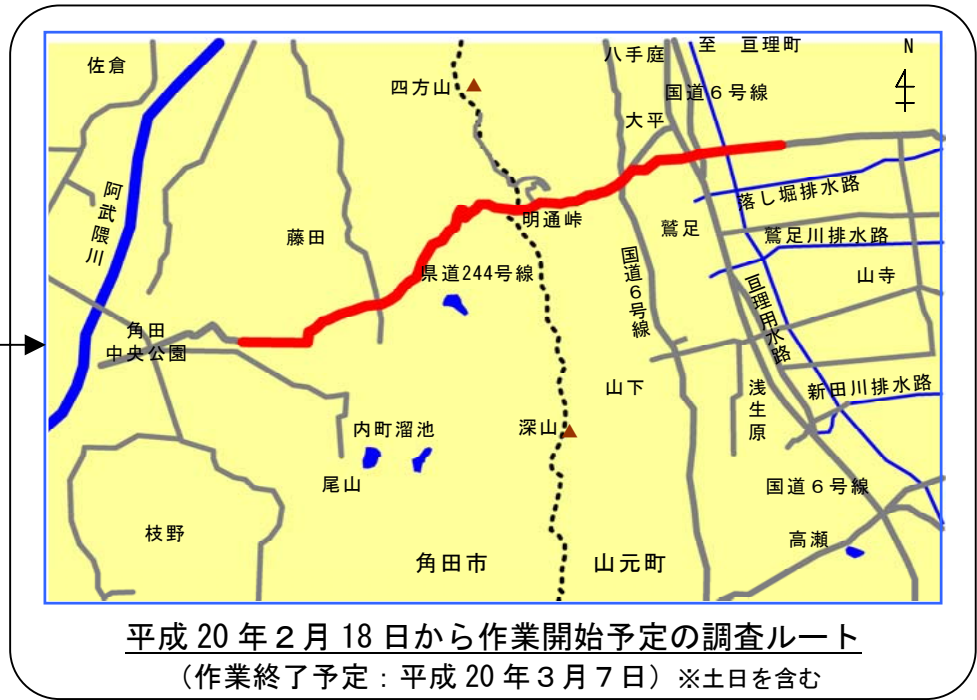 佐倉
四方山
八手庭
至 亘理町
N
国道６号線
大平
阿武隈川
藤田
明通峠
落し堀排水路
鷲足
鷲足川排水路
県道244号線
国道６号線
亘理用水路
山寺
角田
中央公園
山下
浅生原
新田川排水路
内町溜池
深山
尾山
国道６号線
枝野
高瀬
角田市
山元町
平成 20 年２月 18 日から作業開始予定の調査ルート
（作業終了予定：平成 20 年３月７日）※土日を含む